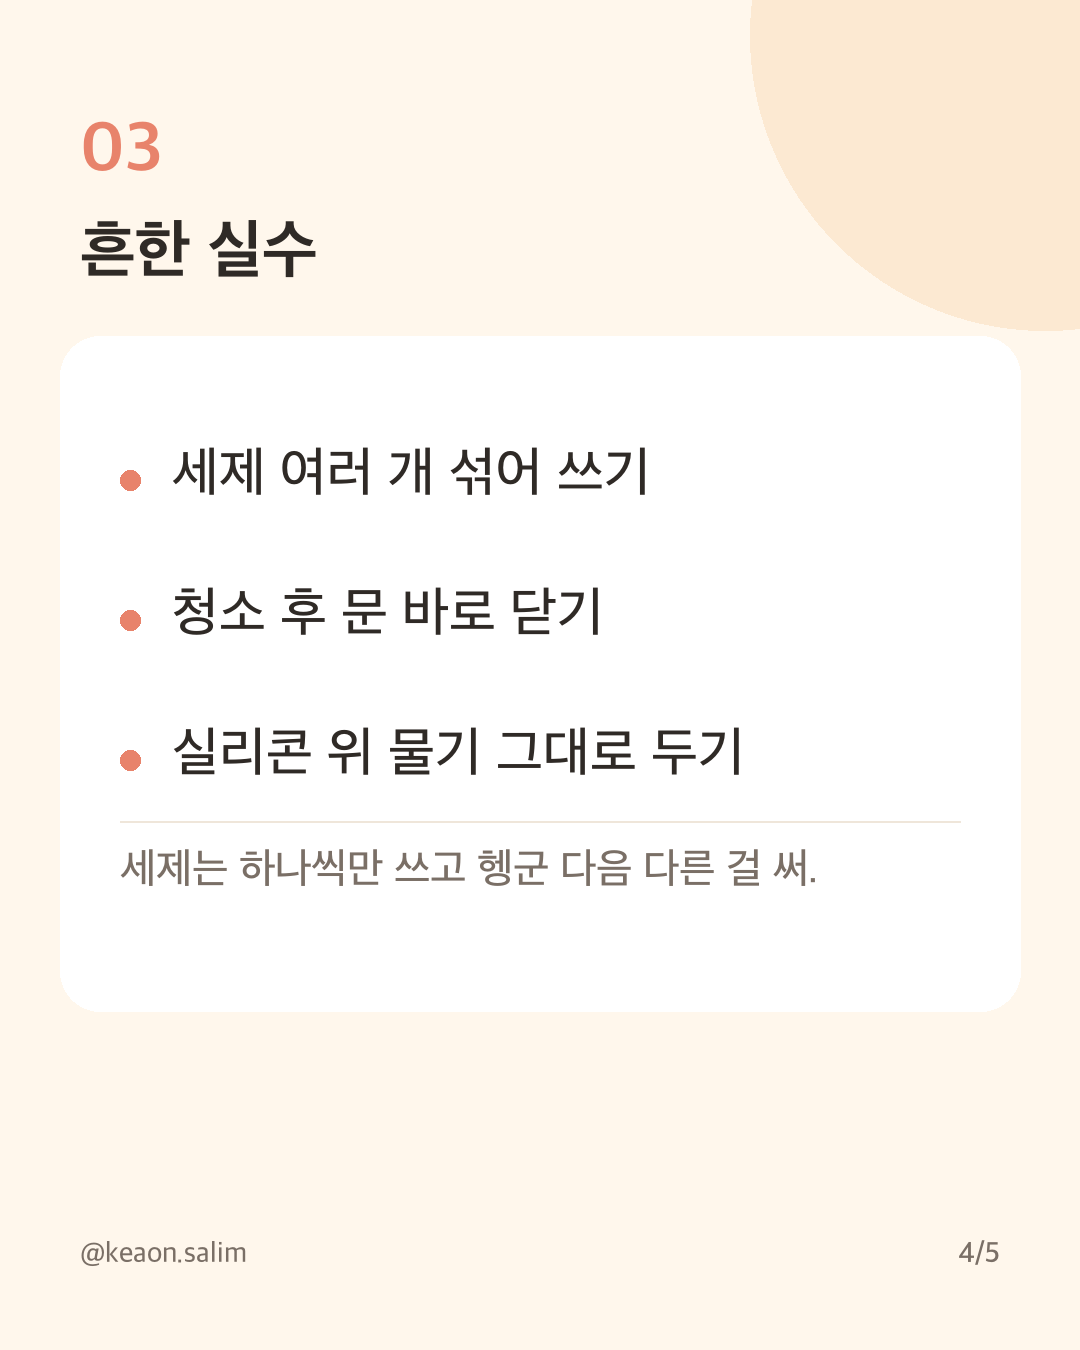 03
흔한 실수
세제 여러 개 섞어 쓰기
청소 후 문 바로 닫기
실리콘 위 물기 그대로 두기
세제는 하나씩만 쓰고 헹군 다음 다른 걸 써.
@keaon.salim
4/5